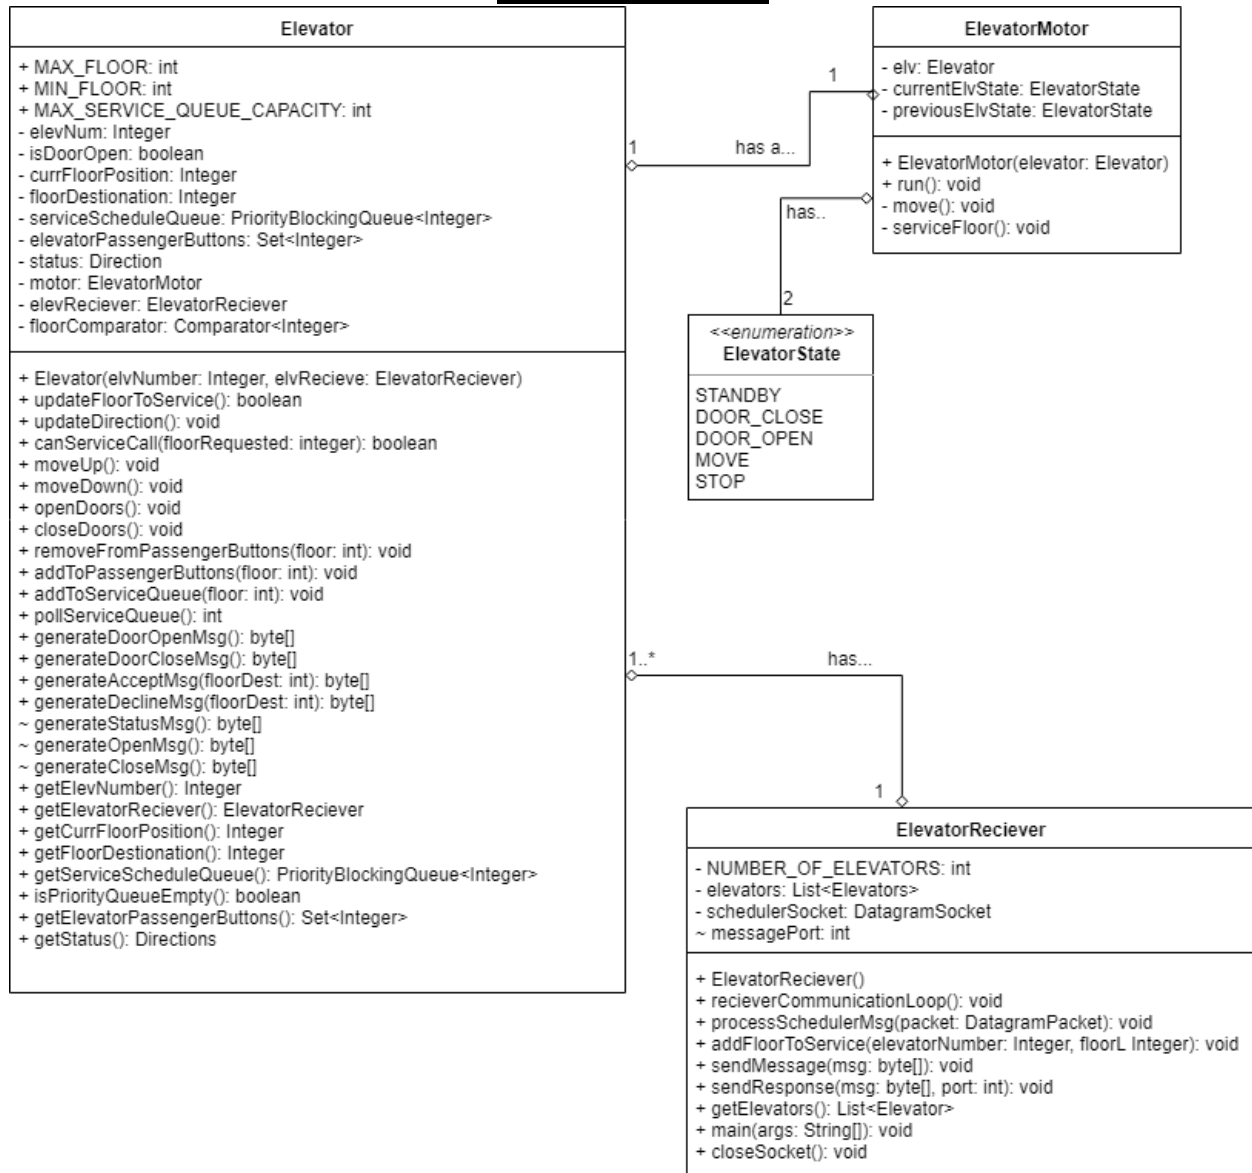 Elevator
+ MAX_FLOOR: int
+ MIN_FLOOR: int
+ MAX_SERVICE_QUEUE_CAPACITY: int
- elevNum: Integer
- isDoorOpen: boolean
- currFloorPosition: Integer
- floorDestionation: Integer
- serviceScheduleQueue: PriorityBlockingQueue<Integer>
- elevatorPassengerButtons: Set<Integer>
- status: Direction
- motor: ElevatorMotor
- elevReciever: ElevatorReciever
- floorComparator: Comparator<Integer>
+ Elevator(elvNumber: Integer, elvRecieve: ElevatorReciever)
+ updateFloorToService(): boolean
+ updateDirection(): void
+ canServiceCall(floorRequested: integer): boolean
+ moveUp(): void
+ moveDown(): void
+ openDoors(): void
+ closeDoors(): void
+ removeFromPassengerButtons(floor: int): void
+ addToPassengerButtons(floor: int): void
+ addToServiceQueue(floor: int): void
+ pollServiceQueue(): int
+ generateDoorOpenMsg(): byte[]
+ generateDoorCloseMsg(): byte[]
+ generateAcceptMsg(floorDest: int): byte[]
+ generateDeclineMsg(floorDest: int): byte[]
~ generateStatusMsg(): byte[]
~ generateOpenMsg(): byte[]
~ generateCloseMsg(): byte[]
+ getElevNumber(): Integer
+ getElevatorReciever(): ElevatorReciever
+ getCurrFloorPosition(): Integer
+ getFloorDestionation(): Integer
+ getServiceScheduleQueue(): PriorityBlockingQueue<Integer>
+ isPriorityQueueEmpty(): boolean
+ getElevatorPassengerButtons(): Set<Integer>
+ getStatus(): Directions
1
has a...
1
ElevatorMotor
- elv: Elevator
- currentElvState: ElevatorState
- previousElvState: ElevatorState
+ ElevatorMotor(elevator: Elevator)
+ run(): void
- move(): void
- serviceFloor(): void
has..
2
<<enumeration>>
ElevatorState
STANDBY
DOOR_CLOSE
DOOR_OPEN
MOVE
STOP
1..*
has...
1
ElevatorReciever
- NUMBER_OF_ELEVATORS: int
- elevators: List<Elevators>
- schedulerSocket: DatagramSocket
~ messagePort: int
+ ElevatorReciever()
+ recieverCommunicationLoop(): void
+ processSchedulerMsg(packet: DatagramPacket): void
+ addFloorToService(elevatorNumber: Integer, floorL Integer): void
+ sendMessage(msg: byte[]): void
+ sendResponse(msg: byte[], port: int): void
+ getElevators(): List<Elevator>
+ main(args: String[]): void
+ closeSocket(): void